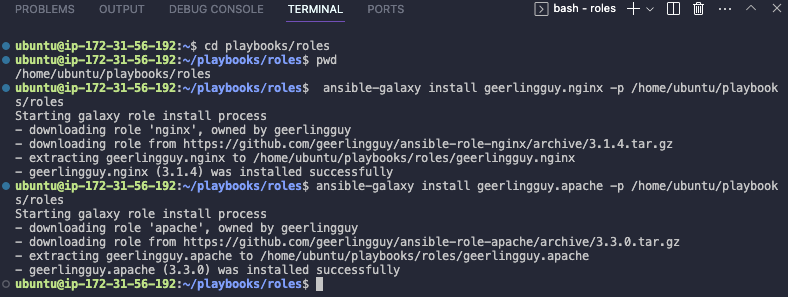 PROBLEMS OUTPUT DEBUG CONSOLE TERMINAL PORTS bash - roles
ubuntu@ip-172-31-56-192:~$ cd playbooks/roles
ubuntu@ip-172-31-56-192:~/playbooks/roles$ pwd
/home/ubuntu/playbooks/roles
ubuntu@ip-172-31-56-192:~/playbooks/roles$  ansible-galaxy install geerlingguy.nginx -p /home/ubuntu/playbook
s/roles
Starting galaxy role install process
- downloading role 'nginx', owned by geerlingguy
- downloading role from https://github.com/geerlingguy/ansible-role-nginx/archive/3.1.4.tar.gz
- extracting geerlingguy.nginx to /home/ubuntu/playbooks/roles/geerlingguy.nginx
- geerlingguy.nginx (3.1.4) was installed successfully
ubuntu@ip-172-31-56-192:~/playbooks/roles$ ansible-galaxy install geerlingguy.apache -p /home/ubuntu/playbook
s/roles
Starting galaxy role install process
- downloading role 'apache', owned by geerlingguy
- downloading role from https://github.com/geerlingguy/ansible-role-apache/archive/3.3.0.tar.gz
- extracting geerlingguy.apache to /home/ubuntu/playbooks/roles/geerlingguy.apache
- geerlingguy.apache (3.3.0) was installed successfully
ubuntu@ip-172-31-56-192:~/playbooks/roles$